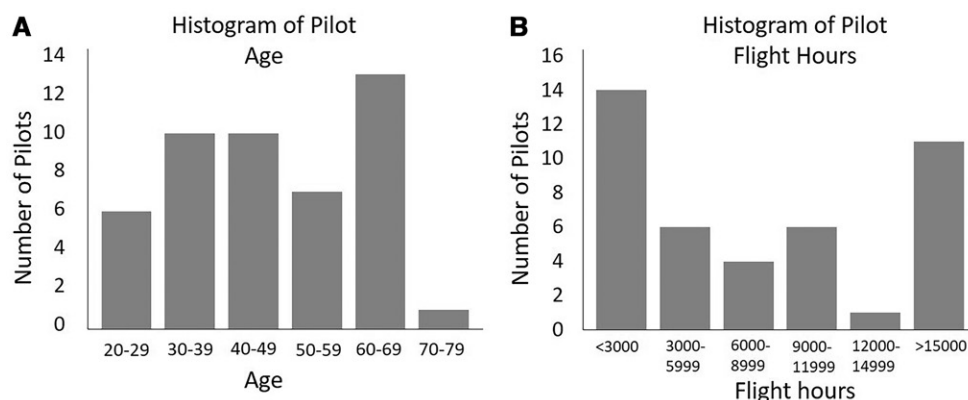 A
Histogram of Pilot
Age
Number of Pilots
14
12
10
8
6
4
2
0
20-29 30-39 40-49 50-59 60-69 70-79
Age
B
Histogram of Pilot
Flight Hours
Number of Pilots
16
14
12
10
8
6
4
2
0
<3000 3000- 6000- 9000- 12000- >15000
5999 8999 11999 14999
Flight hours